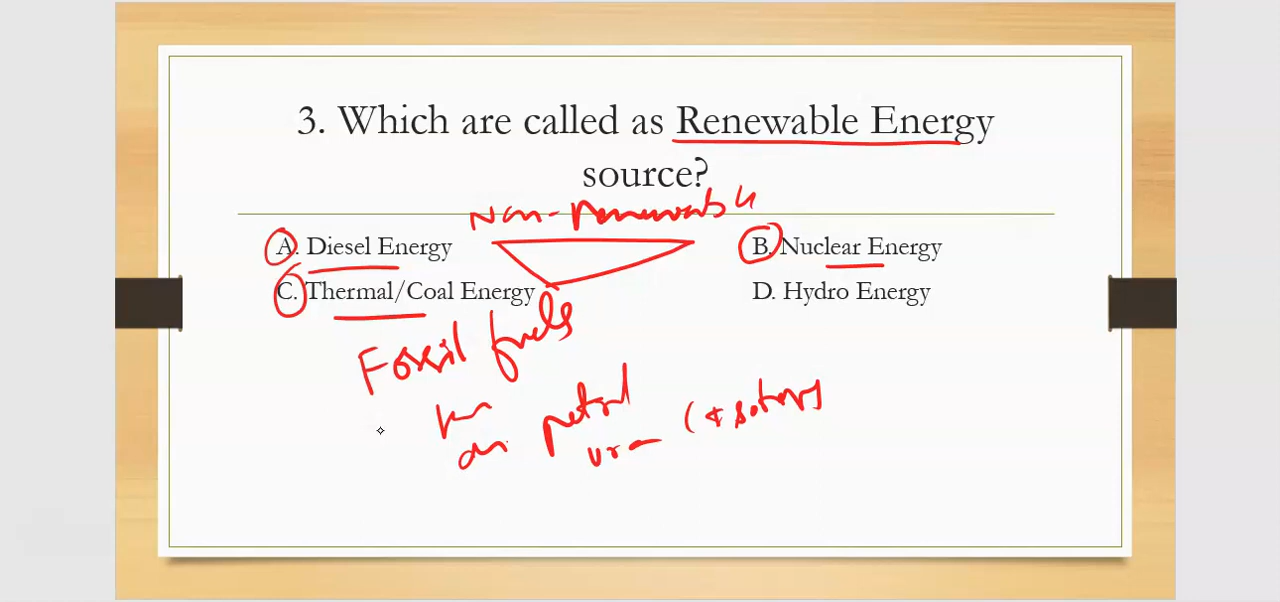 3. Which are called as Renewable Energy
source?
Non-Renewable
A. Diesel Energy
B. Nuclear Energy
C. Thermal/Coal Energy
D. Hydro Energy
Fossil fuels
petrol